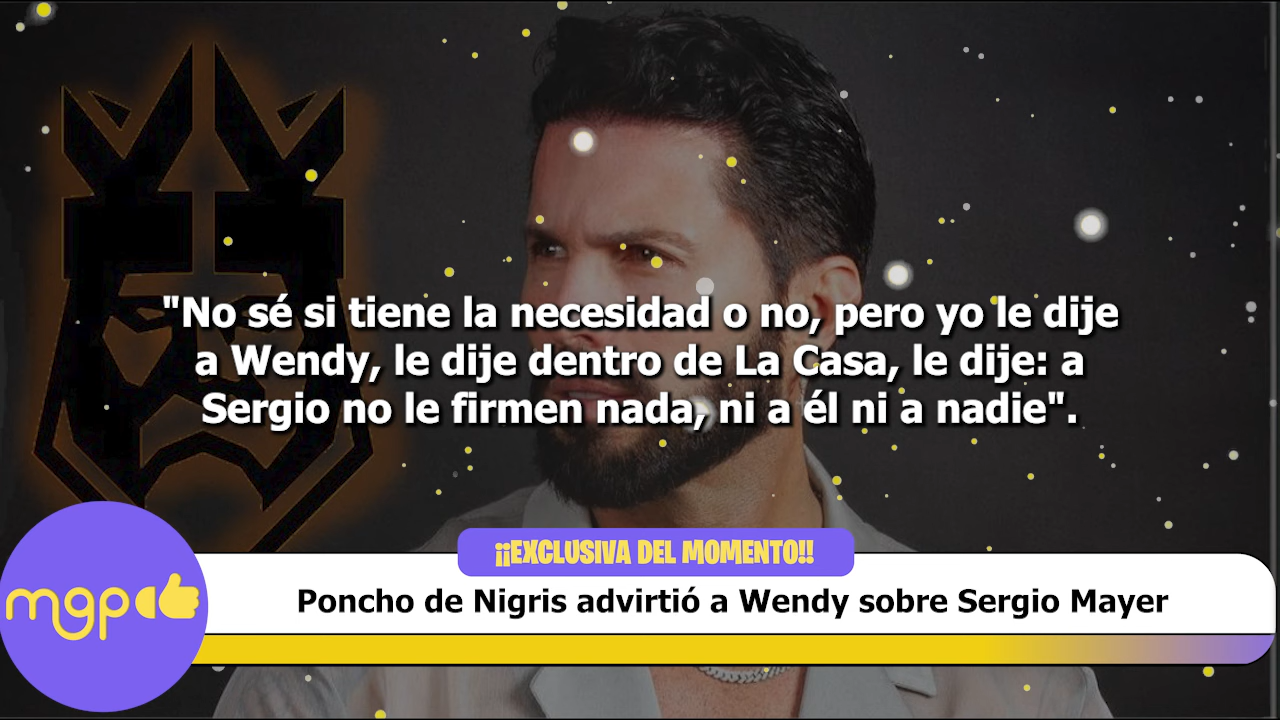 "No sé si tiene la necesidad o no, pero yo le dije
a Wendy, le dije dentro de La Casa, le dije: a
Sergio no le firmen nada, ni a él ni a nadie".
¡¡EXCLUSIVA DEL MOMENTO!!
mgp
Poncho de Nigris advirtió a Wendy sobre Sergio Mayer